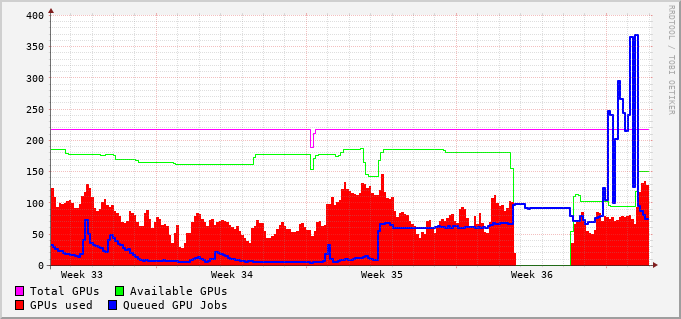 400
350
300
250
200
150
100
50
0
Week 33 Week 34 Week 35 Week 36
Total GPUs Available GPUs
GPUs used Queued GPU Jobs
RRDTOOL / TOBI OETIKER